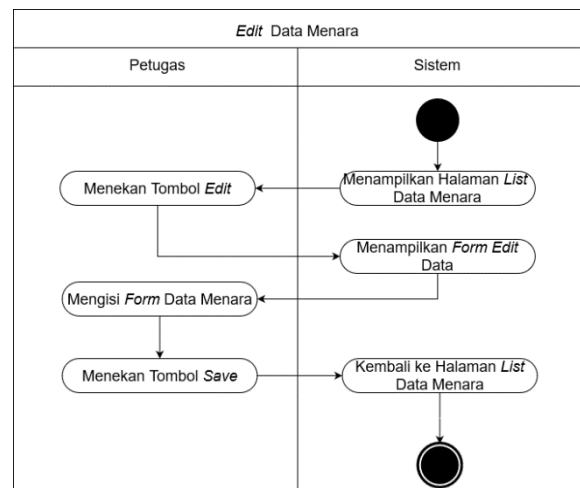 Edit Data Menara
Petugas
Sistem
Menampilkan Halaman List
Data Menara
Menekan Tombol Edit
Menampilkan Form Edit
Data
Mengisi Form Data Menara
Menekan Tombol Save
Kembali ke Halaman List
Data Menara